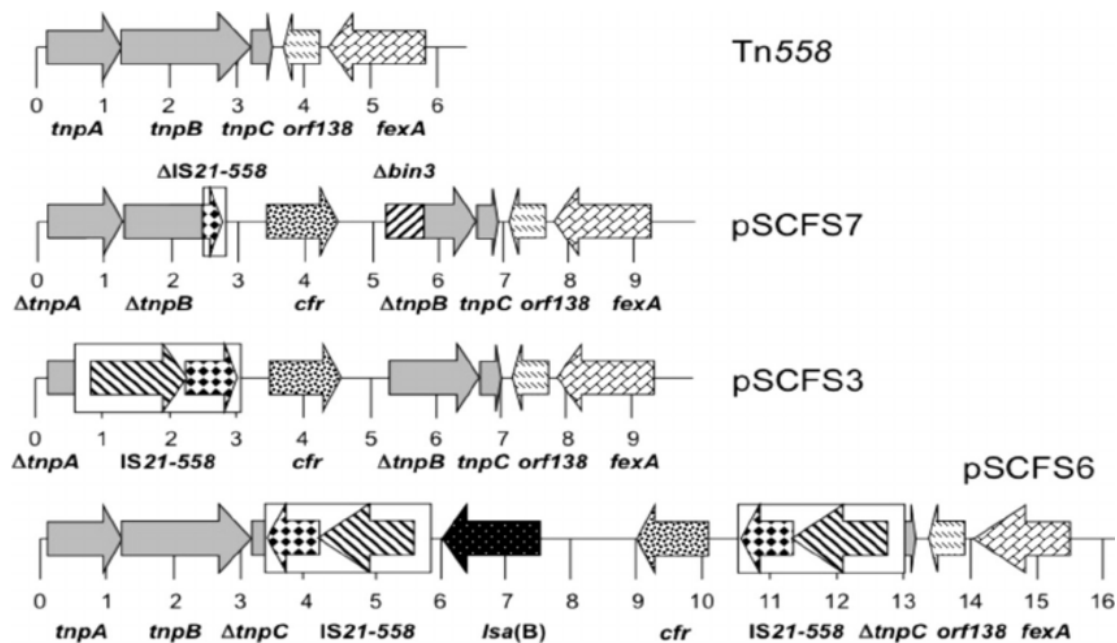 Tn558
0 1 2 3 4 5 6
tnpA tnpB tnpC orf138 fexA
ΔIS21-558 Δbin3
pSCFS7
0 1 2 3 4 5 6 7 8 9
ΔtnpA ΔtnpB cfr ΔtnpB tnpC orf138 fexA
pSCFS3
0 1 2 3 4 5 6 7 8 9
ΔtnpA IS21-558 cfr ΔtnpB tnpC orf138 fexA
pSCFS6
0 1 2 3 4 5 6 7 8 9 10 11 12 13 14 15 16
tnpA tnpB ΔtnpC IS21-558 lsa(B) cfr IS21-558 ΔtnpC orf138 fexA